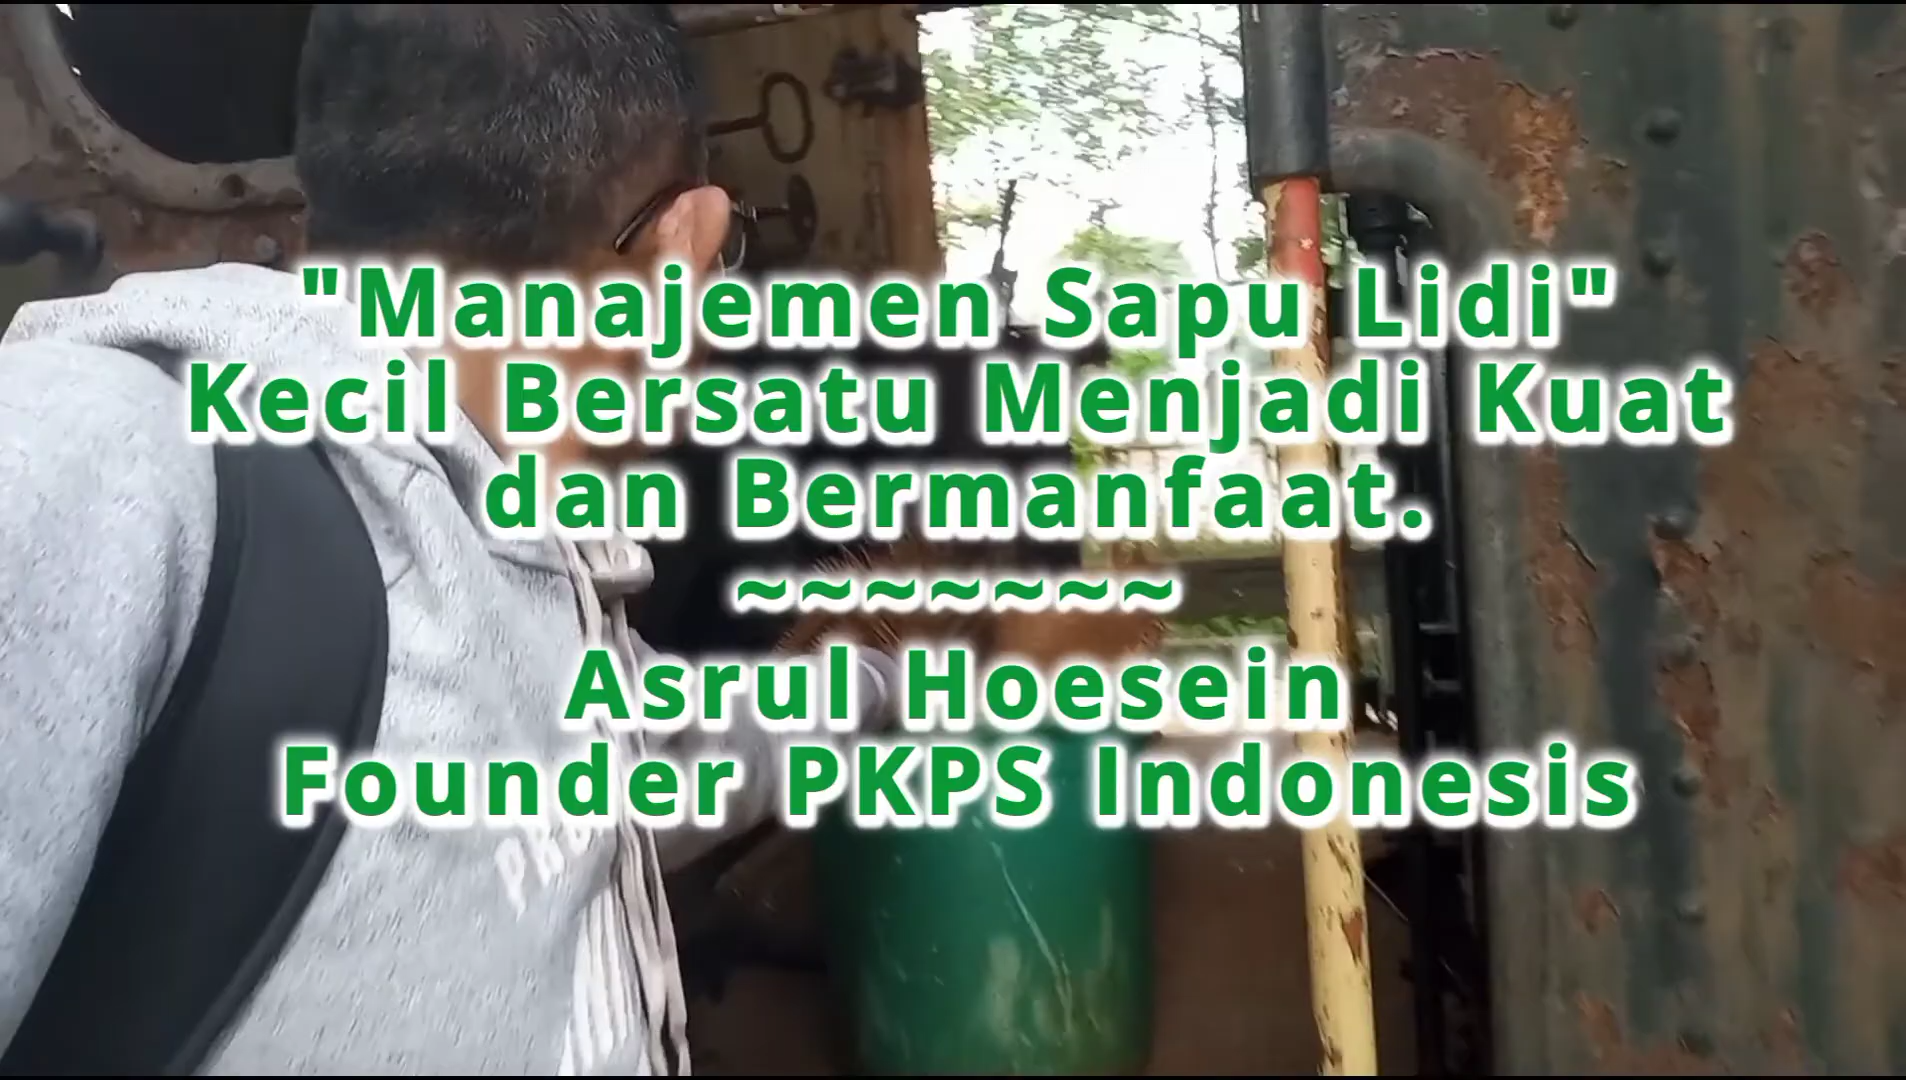 "Manajemen Sapu Lidi"
Kecil Bersatu Menjadi Kuat
dan Bermanfaat.
~~~~~~~
Asrul Hoesein
Founder PKPS Indonesis